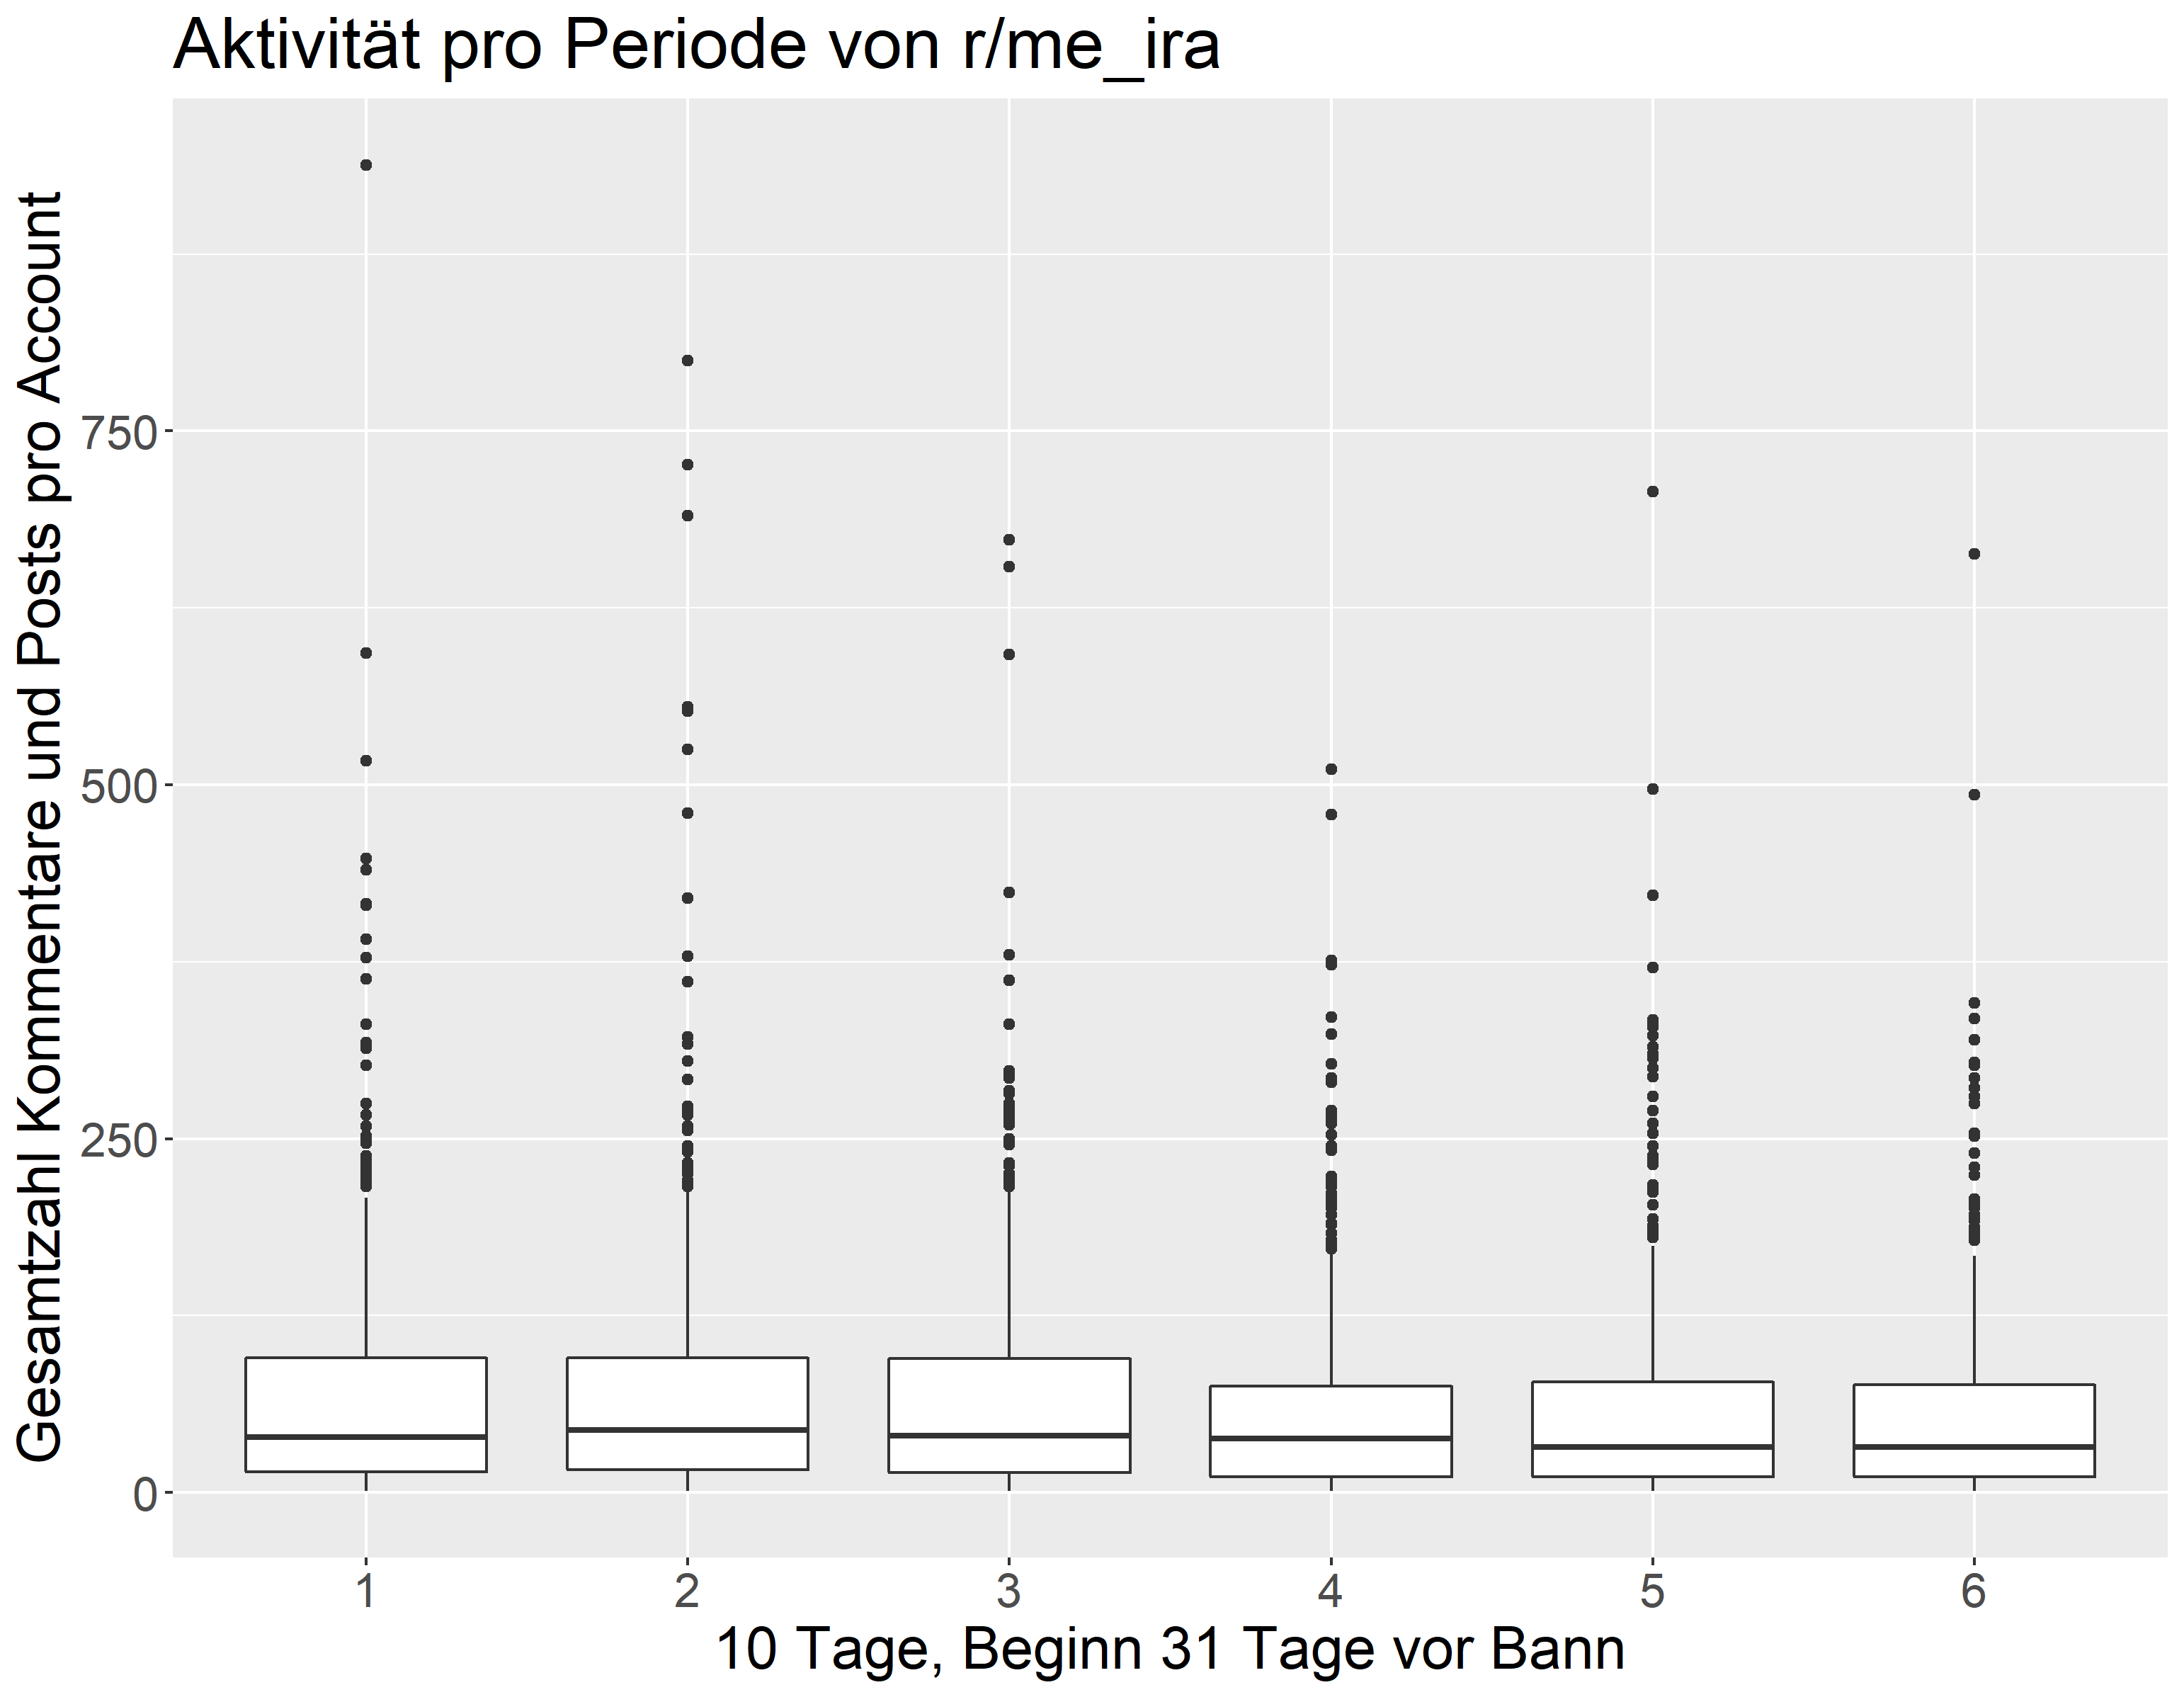 Aktivität pro Periode von r/me_ira
Gesamtzahl Kommentare und Posts pro Account
750
500
250
0
1 2 3 4 5 6
10 Tage, Beginn 31 Tage vor Bann